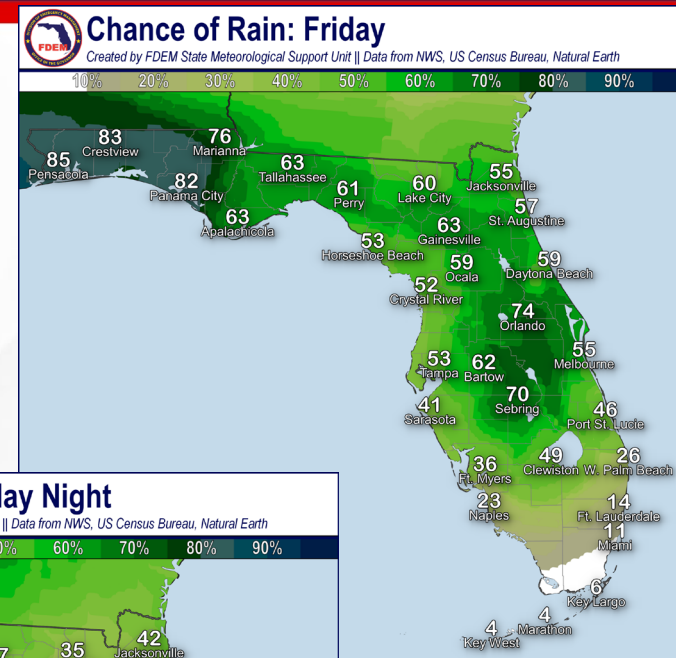 Chance of Rain: Friday
FDEM
Created by FDEM State Meteorological Support Unit || Data from NWS, US Census Bureau, Natural Earth
10% 20% 30% 40% 50% 60% 70% 80% 90%
83
Crestview
76
Marianna
85
Pensacola
82
Panama City
63
Tallahassee
63
Apalachicola
61
Perry
60
Lake City
55
Jacksonville
57
St. Augustine
63
Gainesville
53
Horseshoe Beach
59
Ocala
59
Daytona Beach
52
Crystal River
74
Orlando
55
Melbourne
53
Tampa
62
Bartow
70
Sebring
41
Sarasota
46
Port St. Lucie
36
Ft. Myers
49
Clewiston
26
W. Palm Beach
23
Naples
14
Ft. Lauderdale
11
Miami
6
Key Largo
4
Marathon
4
Key West
ay Night
|| Data from NWS, US Census Bureau, Natural Earth
0% 60% 70% 80% 90%
42
Jacksonville
35
7